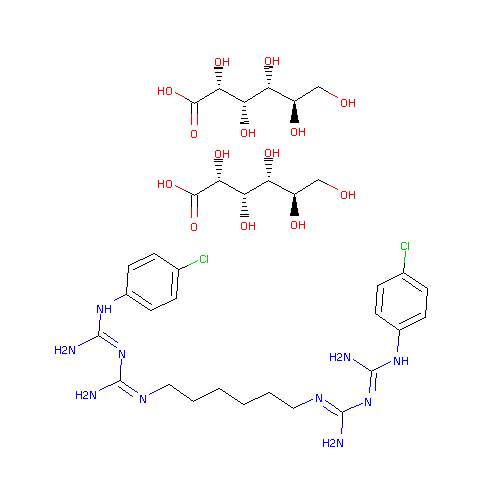 OH OH
HO OH
O OH OH
OH OH
HO OH
O OH OH
Cl
Cl
NH
H2N N H2N NH
H2N N N N
H2N